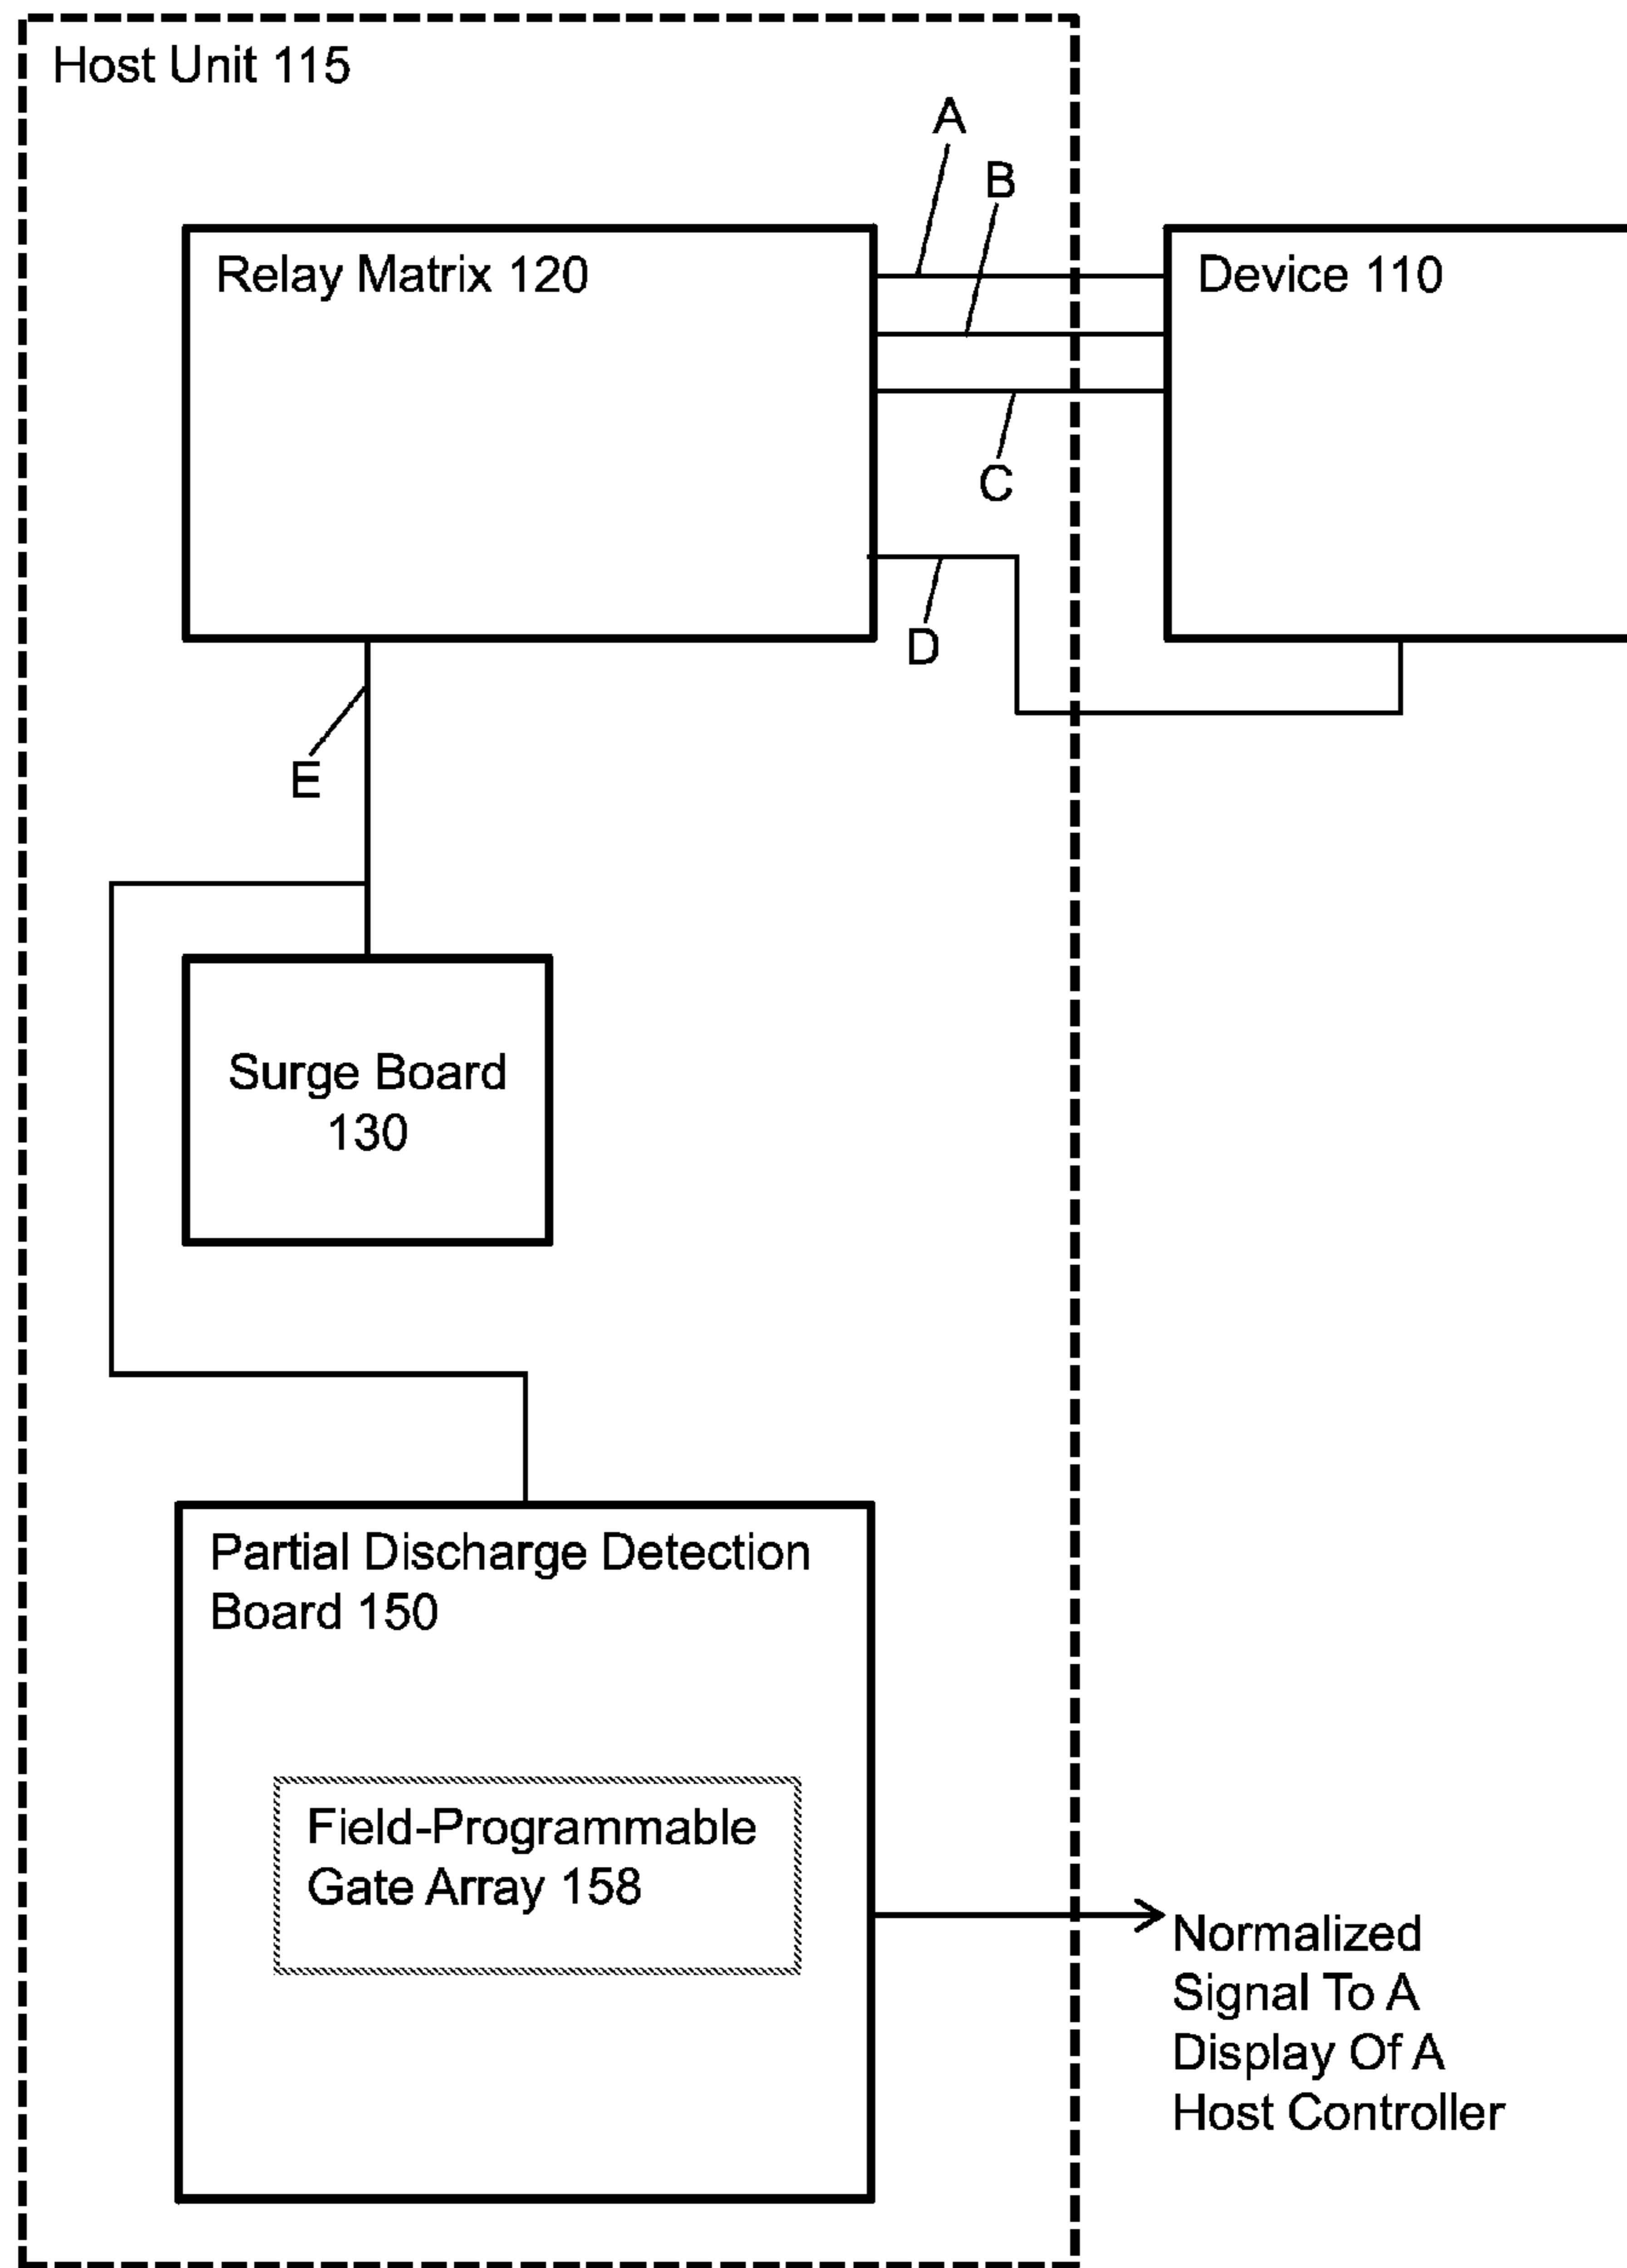 Host Unit 115
A
B
Relay Matrix 120
Device 110
C
D
E
Surge Board
130
Partial Discharge Detection
Board 150
Field-Programmable
Gate Array 158
Normalized
Signal To A
Display Of A
Host Controller